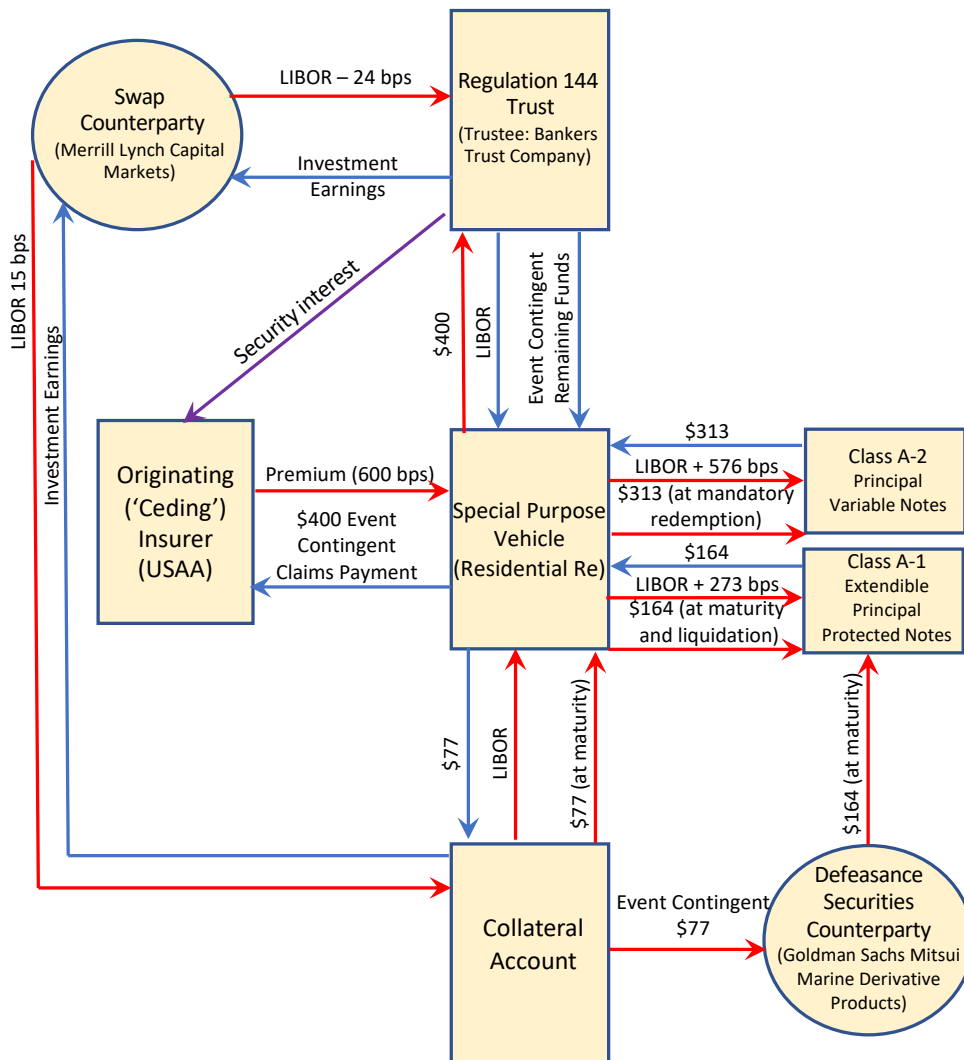 LIBOR – 24 bps
Swap
Counterparty
(Merrill Lynch Capital
Markets)
Regulation 144
Trust
(Trustee: Bankers
Trust Company)
Investment
Earnings
LIBOR 15 bps
Investment Earnings
Security interest
$400
LIBOR
Event Contingent
Remaining Funds
Originating
(‘Ceding’)
Insurer
(USAA)
Premium (600 bps)
$400 Event
Contingent
Claims Payment
Special Purpose
Vehicle
(Residential Re)
$313
LIBOR + 576 bps
$313 (at mandatory
redemption)
Class A-2
Principal
Variable Notes
$164
LIBOR + 273 bps
$164 (at maturity
and liquidation)
Class A-1
Extendible
Principal
Protected Notes
$77
LIBOR
$77 (at maturity)
$164 (at maturity)
Collateral
Account
Event Contingent
$77
Defeasance
Securities
Counterparty
(Goldman Sachs Mitsui
Marine Derivative
Products)